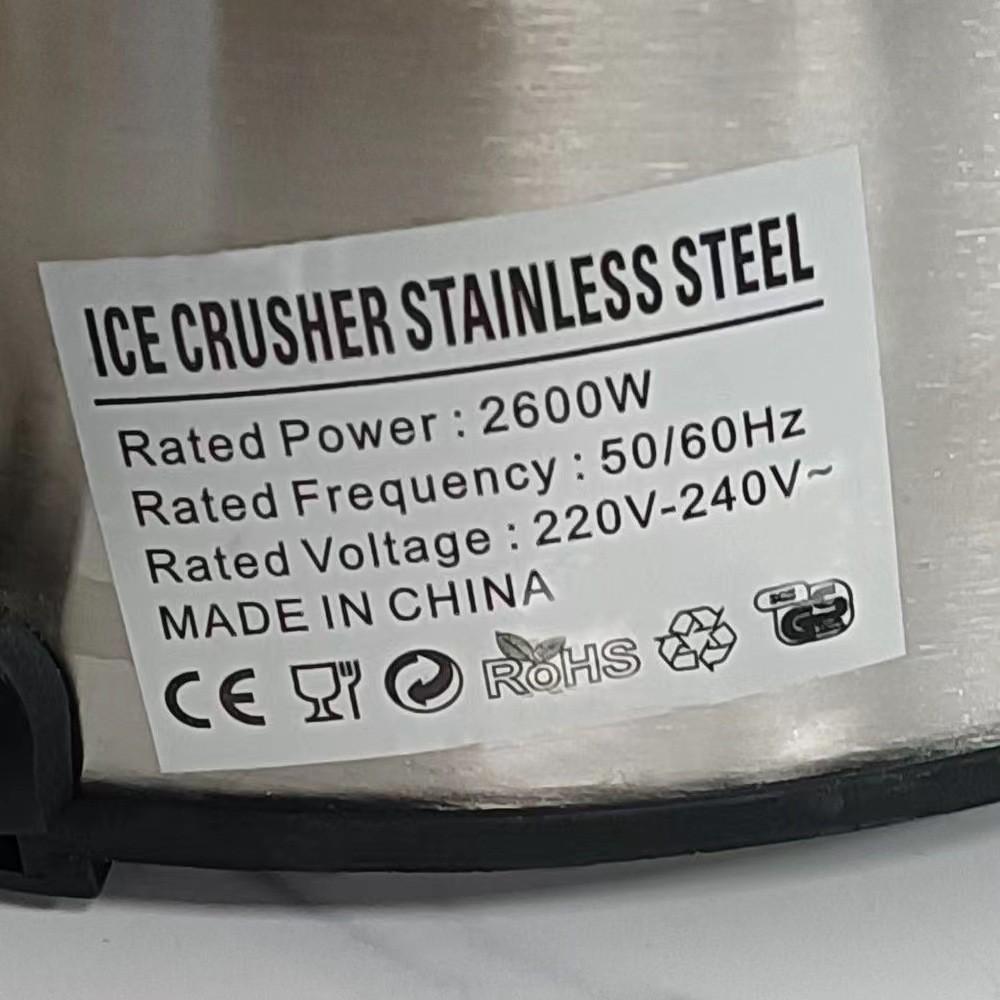 ICE CRUSHER STAINLESS STEEL
Rated Power : 2600W
Rated Frequency : 50/60Hz
Rated Voltage : 220V-240V~
MADE IN CHINA
CE RoHS GS